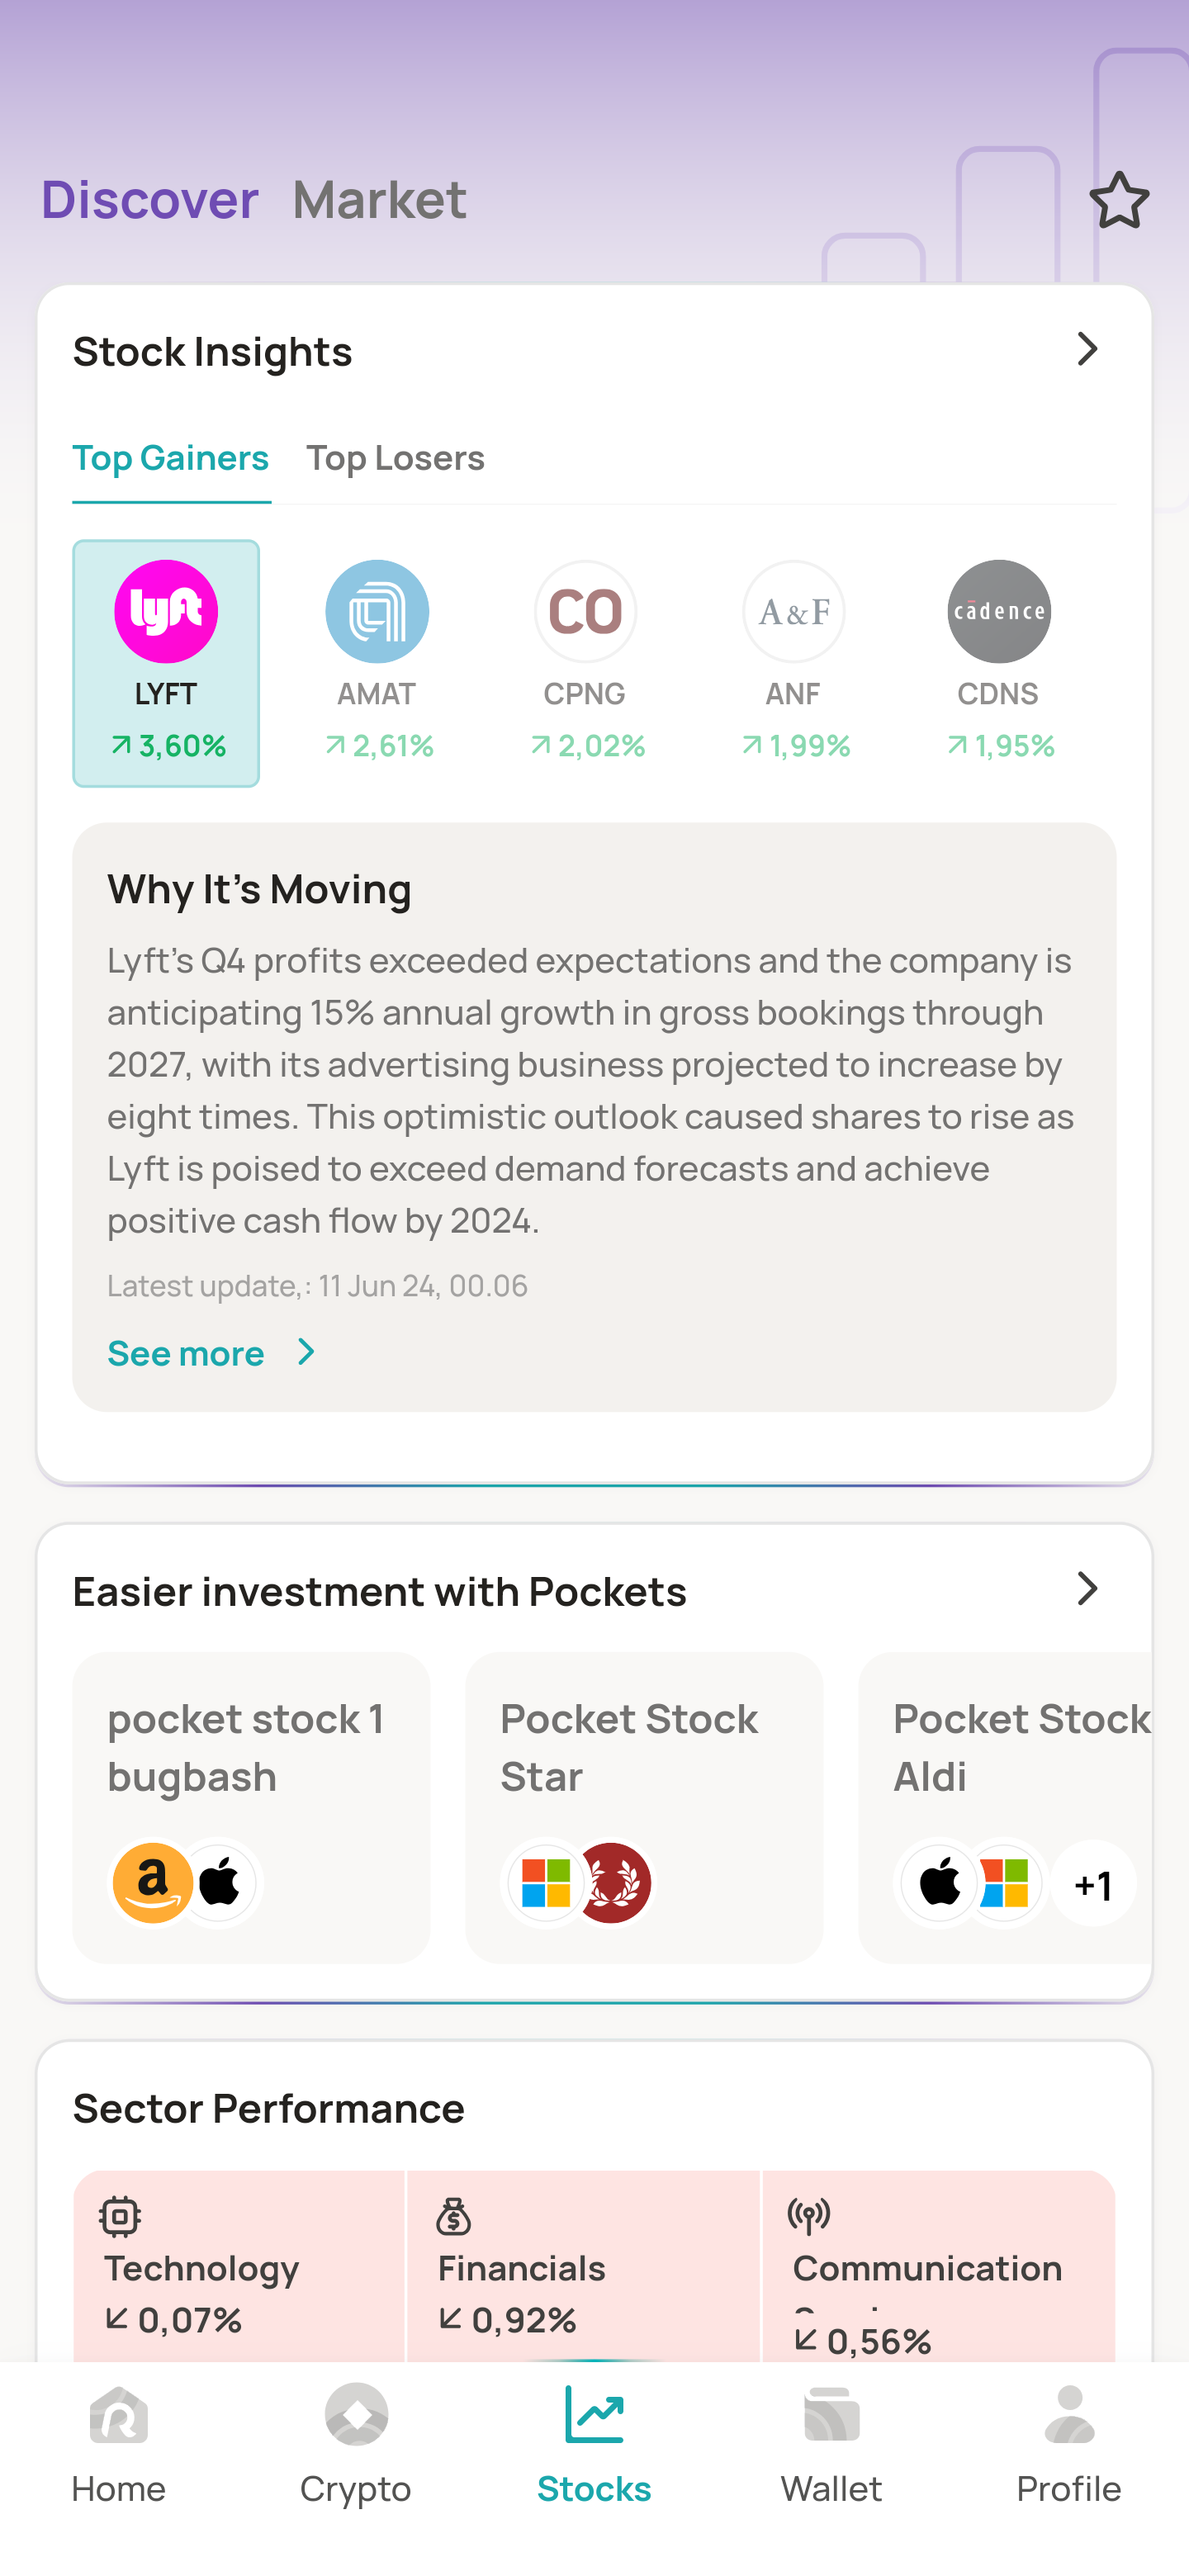 Discover Market
Stock Insights
Top Gainers Top Losers
lyft CO A&F cādence
LYFT AMAT CPNG ANF CDNS
3,60% 2,61% 2,02% 1,99% 1,95%
Why It's Moving
Lyft's Q4 profits exceeded expectations and the company is
anticipating 15% annual growth in gross bookings through
2027, with its advertising business projected to increase by
eight times. This optimistic outlook caused shares to rise as
Lyft is poised to exceed demand forecasts and achieve
positive cash flow by 2024.
Latest update,: 11 Jun 24, 00.06
See more
Easier investment with Pockets
pocket stock 1
bugbash
Pocket Stock
Star
Pocket Stock
Aldi
a
+1
Sector Performance
Technology Financials Communication
0,07% 0,92% 0,56%
Home Crypto Stocks Wallet Profile